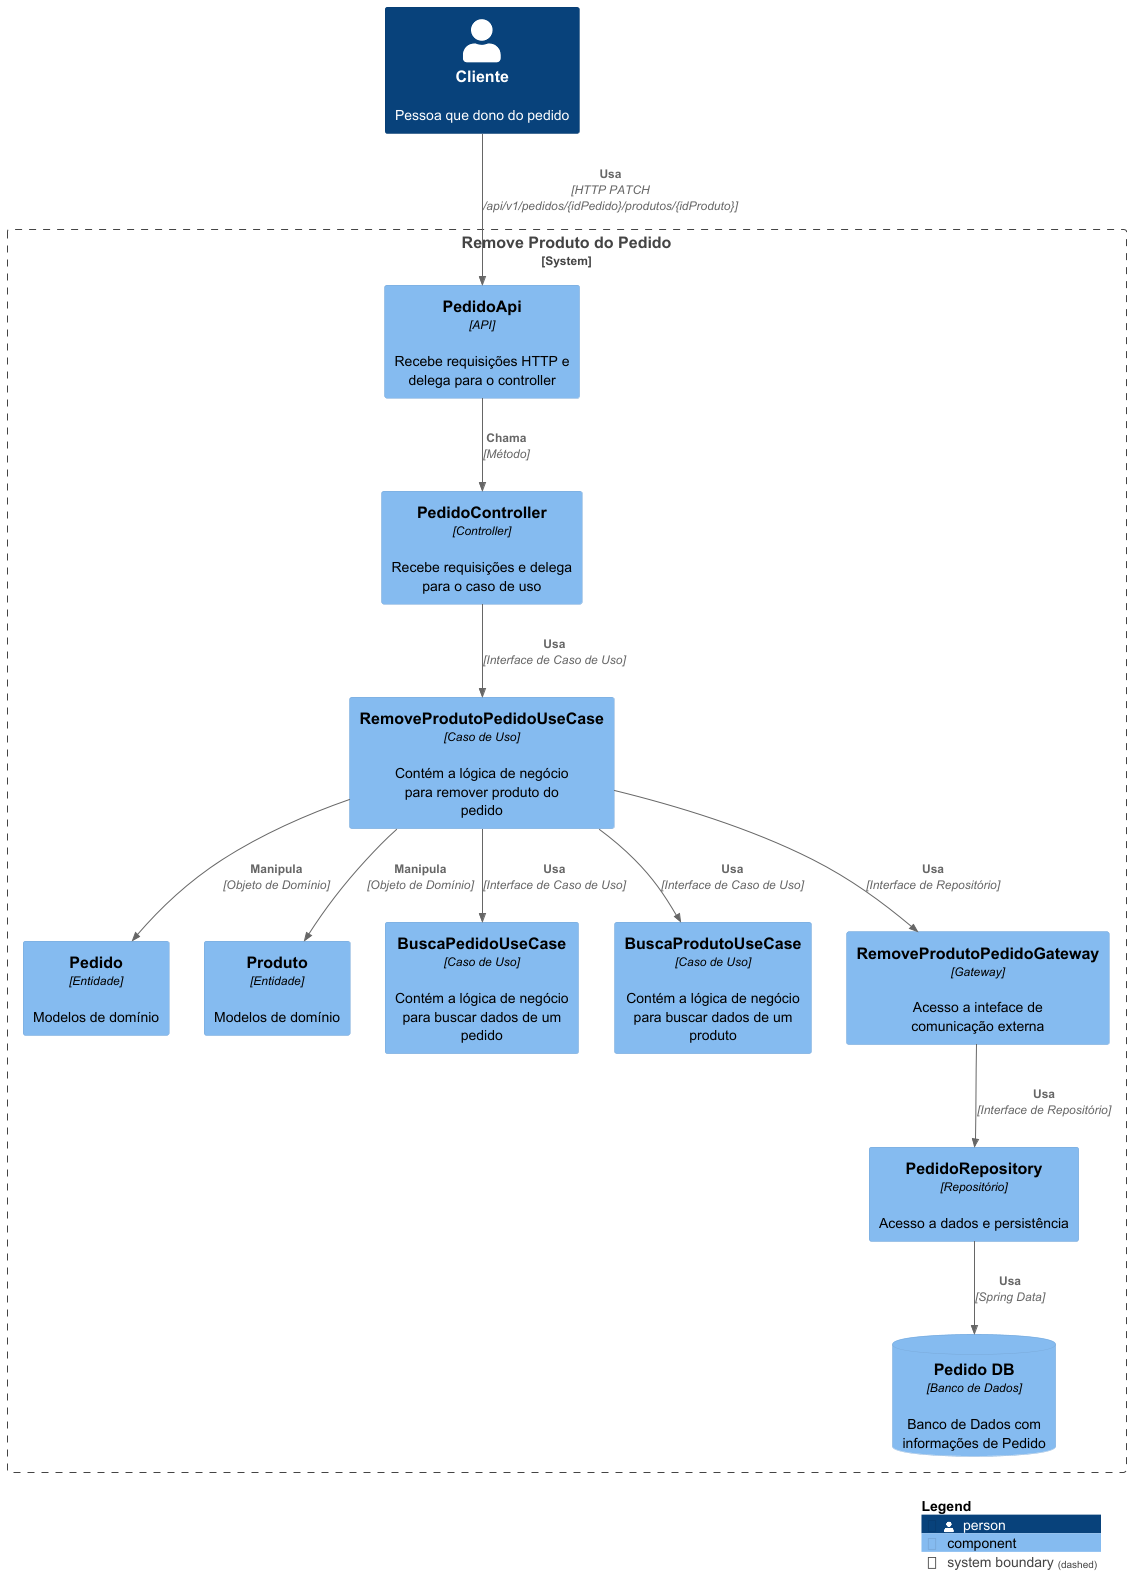 Cliente
Pessoa que dono do pedido
Usa
[HTTP PATCH
/api/v1/pedidos/{idPedido}/produtos/{idProduto}]
Remove Produto do Pedido
[System]
PedidoApi
[API]
Recebe requisições HTTP e
delega para o controller
Chama
[Método]
PedidoController
[Controller]
Recebe requisições e delega
para o caso de uso
Usa
[Interface de Caso de Uso]
RemoveProdutoPedidoUseCase
[Caso de Uso]
Contém a lógica de negócio
para remover produto do
pedido
Manipula
[Objeto de Domínio]
Manipula
[Objeto de Domínio]
Usa
[Interface de Caso de Uso]
Usa
[Interface de Caso de Uso]
Usa
[Interface de Repositório]
Pedido
[Entidade]
Modelos de domínio
Produto
[Entidade]
Modelos de domínio
BuscaPedidoUseCase
[Caso de Uso]
Contém a lógica de negócio
para buscar dados de um
pedido
BuscaProdutoUseCase
[Caso de Uso]
Contém a lógica de negócio
para buscar dados de um
produto
RemoveProdutoPedidoGateway
[Gateway]
Acesso a inteface de
comunicação externa
Usa
[Interface de Repositório]
PedidoRepository
[Repositório]
Acesso a dados e persistência
Usa
[Spring Data]
Pedido DB
[Banco de Dados]
Banco de Dados com
informações de Pedido
Legend
person
component
system boundary (dashed)